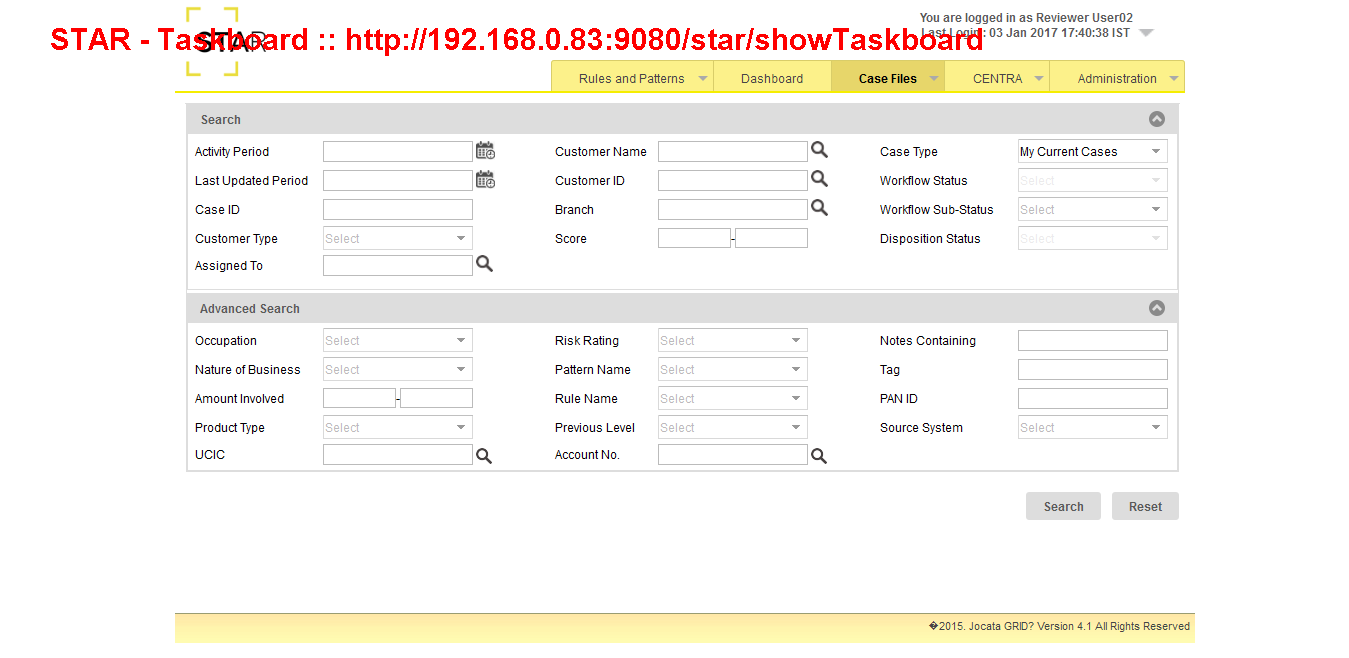 You are logged in as Reviewer User02
STAR
STAR - Taskboard :: http://192.168.0.83:9080/star/showTaskboard
Last Login : 03 Jan 2017 17:40:38 IST
Rules and Patterns Dashboard Case Files CENTRA Administration
Search
Activity Period Customer Name Case Type My Current Cases
Last Updated Period Customer ID Workflow Status Select
Case ID Branch Workflow Sub-Status Select
Customer Type Select Score - Disposition Status Select
Assigned To
Advanced Search
Occupation Select Risk Rating Select Notes Containing
Nature of Business Select Pattern Name Select Tag
Amount Involved - Rule Name Select PAN ID
Product Type Select Previous Level Select Source System Select
UCIC Account No.
Search Reset
�2015. Jocata GRID? Version 4.1 All Rights Reserved